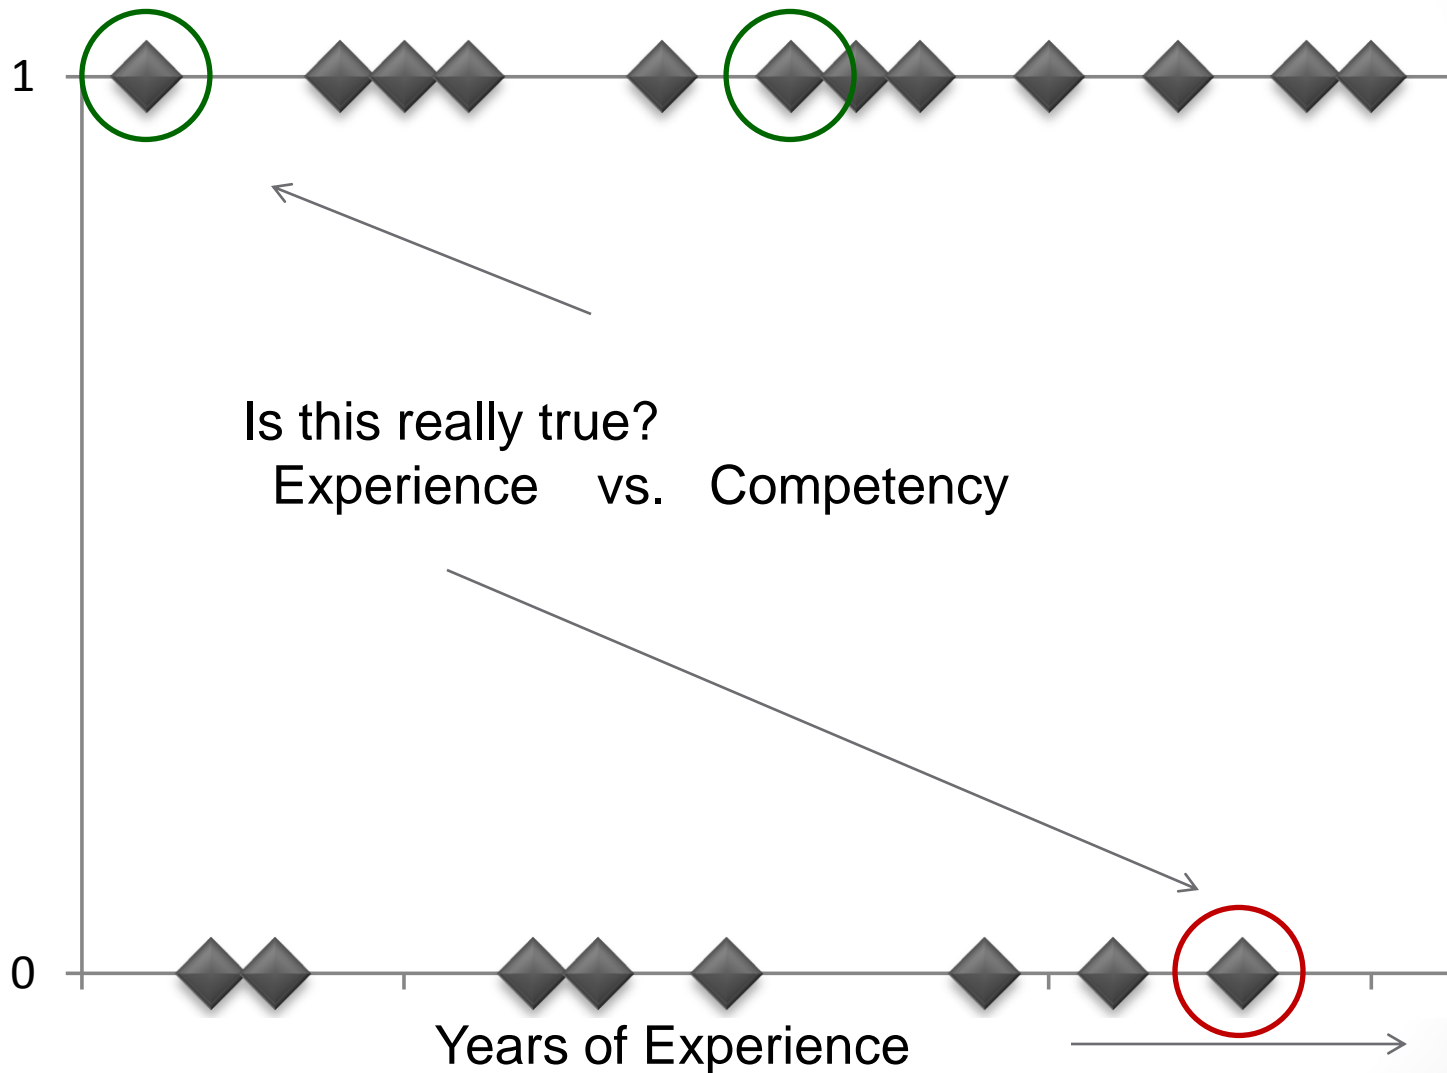 1
Is this really true?
Experience vs. Competency
0
Years of Experience